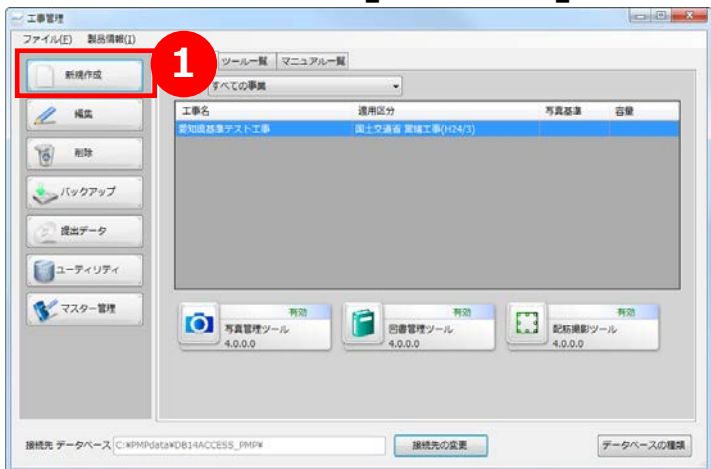 工事管理
ファイル(F) 製品情報(I)
1
ツール一覧 マニュアル一覧
新規作成
すべての事業
編集
削除
バックアップ
提出データ
ユーティリティ
マスター管理
工事名 適用区分 写真基準 容量
愛知県基準テスト工事 国土交通省 営繕工事(H24/3)
有効
写真管理ツール
4.0.0.0
有効
図書管理ツール
4.0.0.0
有効
配筋撮影ツール
4.0.0.0
接続先 データベース C:¥PMPdata¥DB14ACCESS_PMP¥ 接続先の変更 データベースの種類